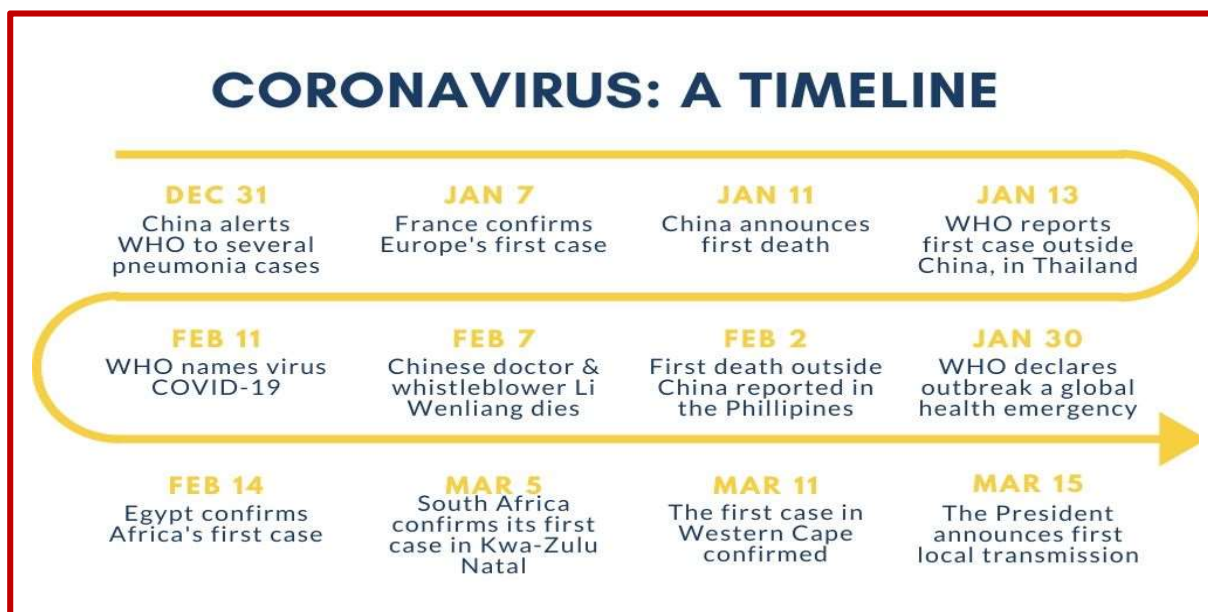 CORONAVIRUS: A TIMELINE
DEC 31
China alerts
WHO to several
pneumonia cases
JAN 7
France confirms
Europe's first case
JAN 11
China announces
first death
JAN 13
WHO reports
first case outside
China, in Thailand
JAN 30
WHO declares
outbreak a global
health emergency
FEB 2
First death outside
China reported in
the Phillipines
FEB 7
Chinese doctor &
whistleblower Li
Wenliang dies
FEB 11
WHO names virus
COVID-19
FEB 14
Egypt confirms
Africa's first case
MAR 5
South Africa
confirms its first
case in Kwa-Zulu
Natal
MAR 11
The first case in
Western Cape
confirmed
MAR 15
The President
announces first
local transmission